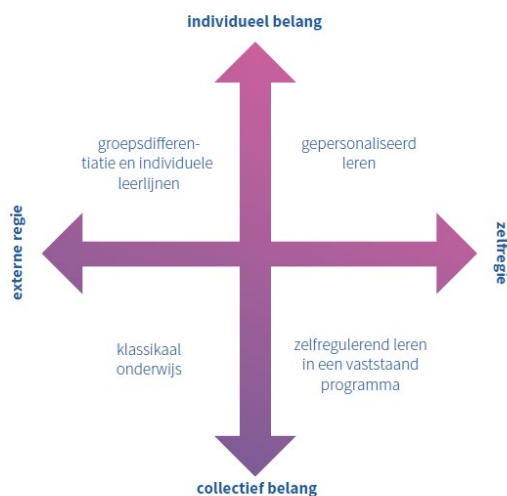 individueel belang
groepsdifferen-
tiatie en individuele
leerlijnen
gepersonaliseerd
leren
externe regie
zelfregie
klassikaal
onderwijs
zelfregulerend leren
in een vaststaand
programma
collectief belang